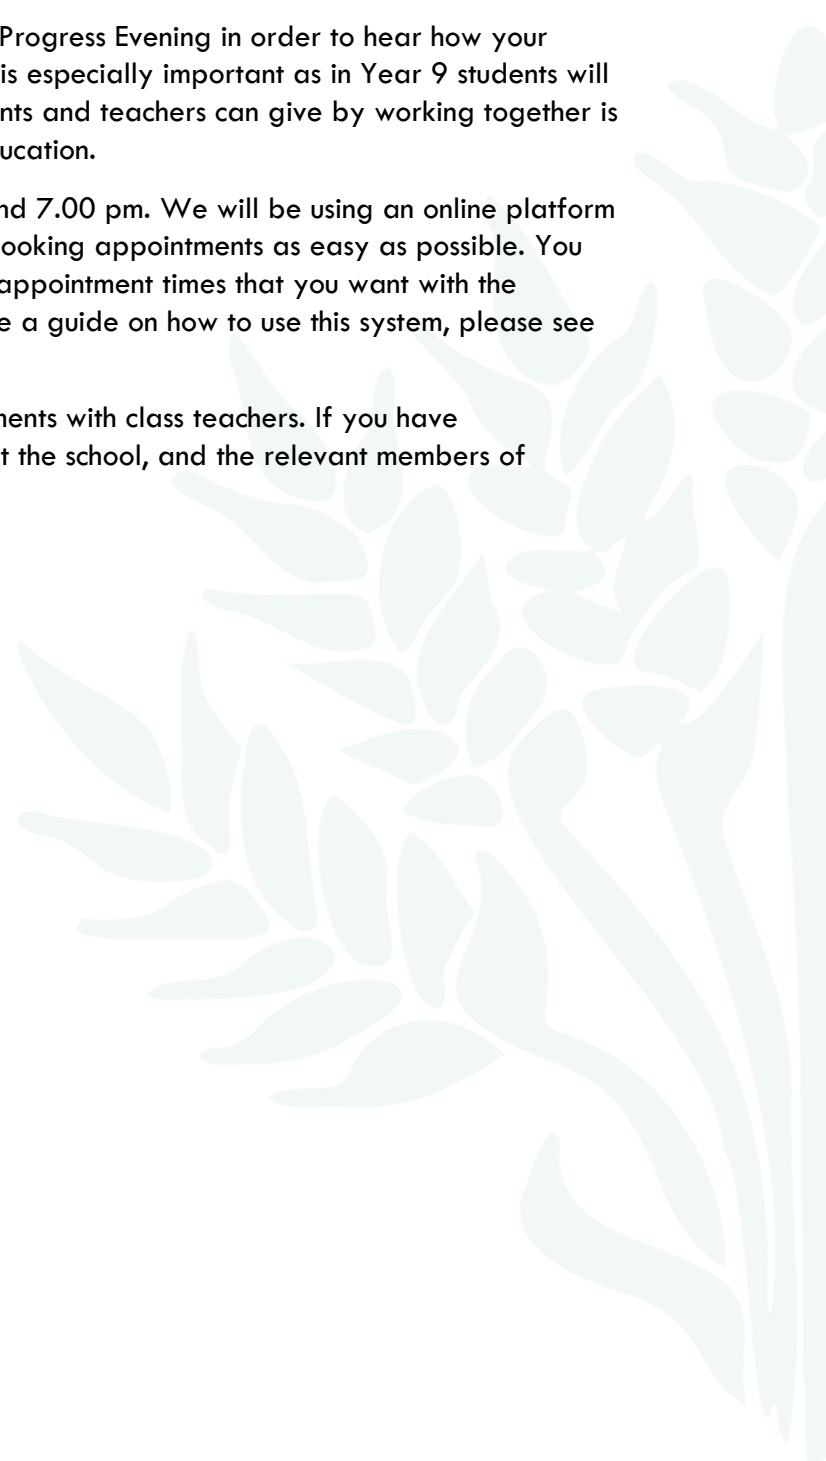 Progress Evening in order to hear how your
is especially important as in Year 9 students will
nts and teachers can give by working together is
ucation.
nd 7.00 pm. We will be using an online platform
ooking appointments as easy as possible. You
appointment times that you want with the
e a guide on how to use this system, please see
nents with class teachers. If you have
t the school, and the relevant members of